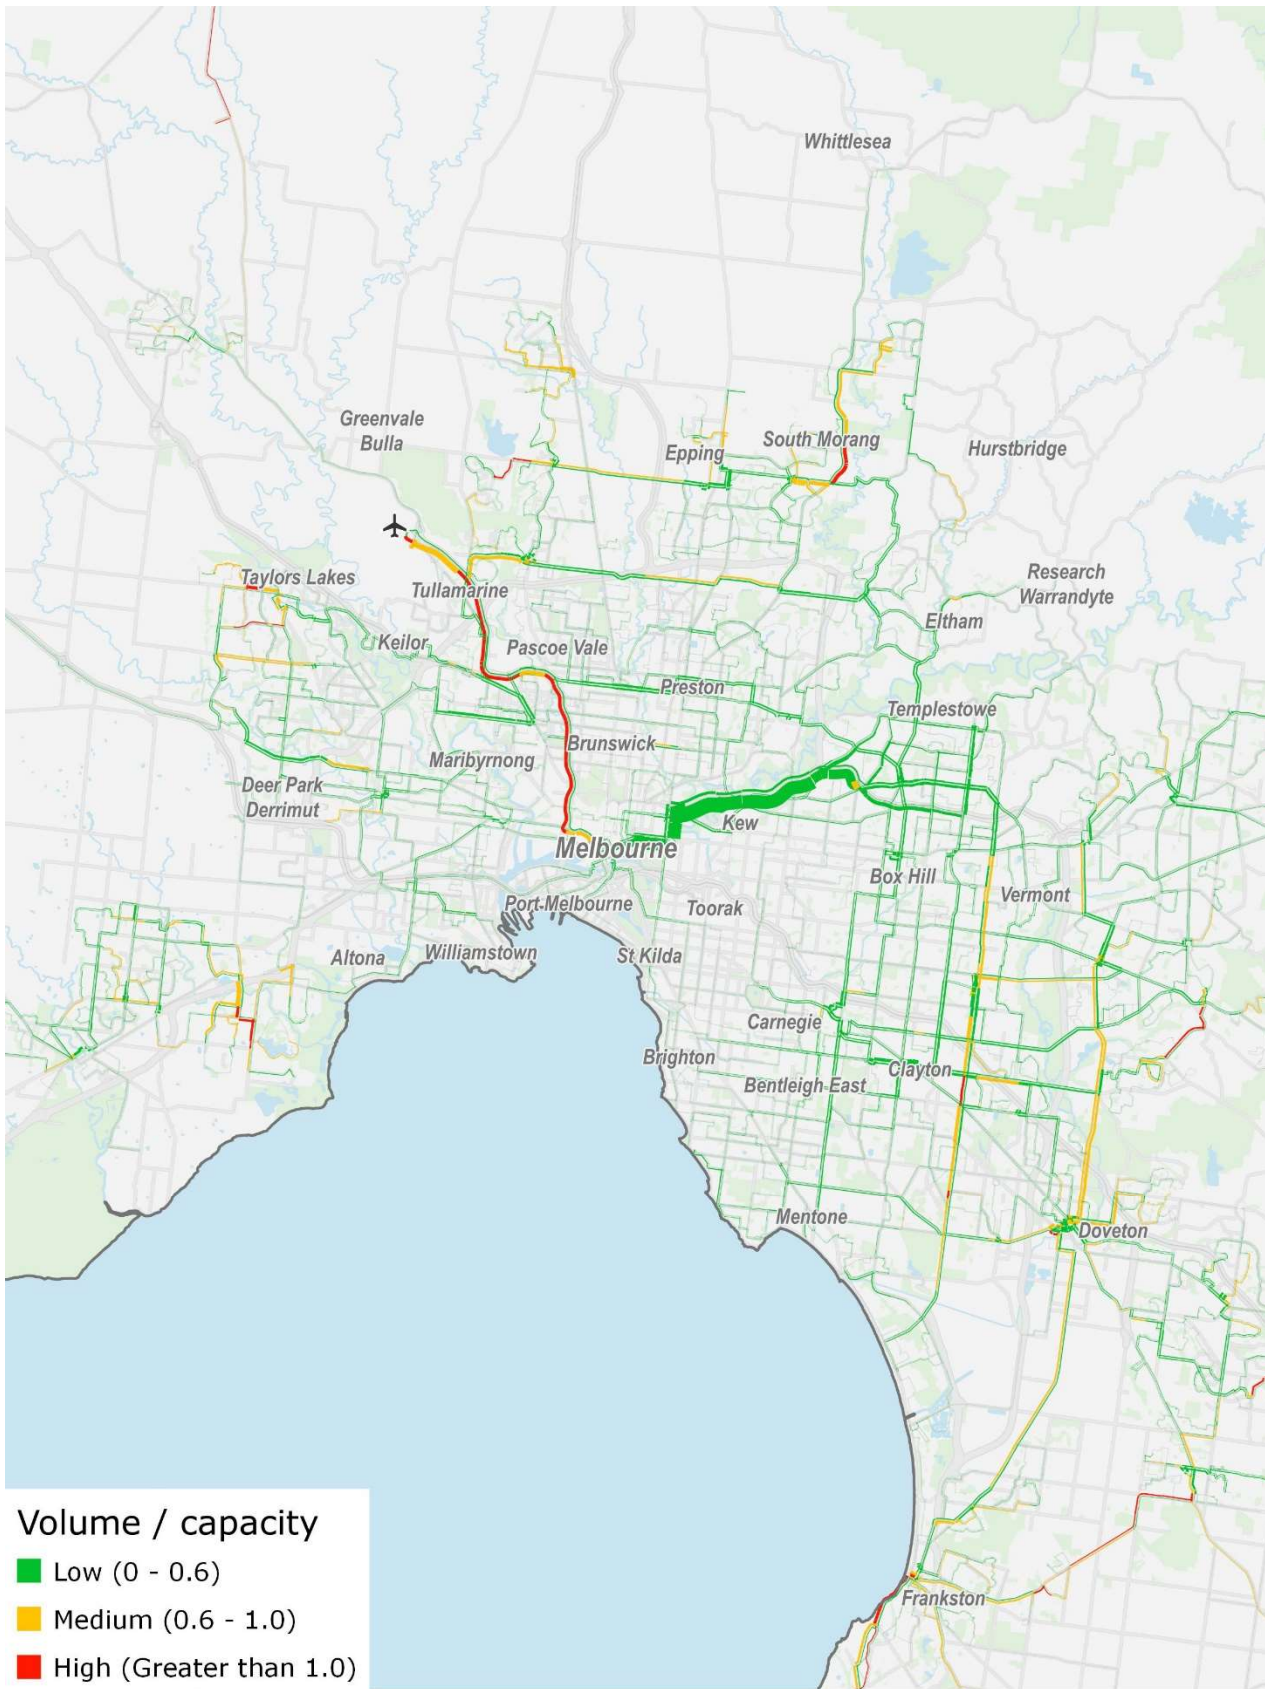 Whittlesea
Greenvale
Bulla
Epping
South Morang
Hurstbridge
Taylors Lakes
Tullamarine
Research
Warrandyte
Eltham
Keilor
Pascoe Vale
Preston
Templestowe
Brunswick
Maribyrnong
Deer Park
Derrimut
Kew
Melbourne
Box Hill
Vermont
Port Melbourne
Toorak
Altona
Williamstown
St Kilda
Carnegie
Brighton
Bentleigh East
Clayton
Mentone
Doveton
Frankston
Volume / capacity
Low (0 - 0.6)
Medium (0.6 - 1.0)
High (Greater than 1.0)